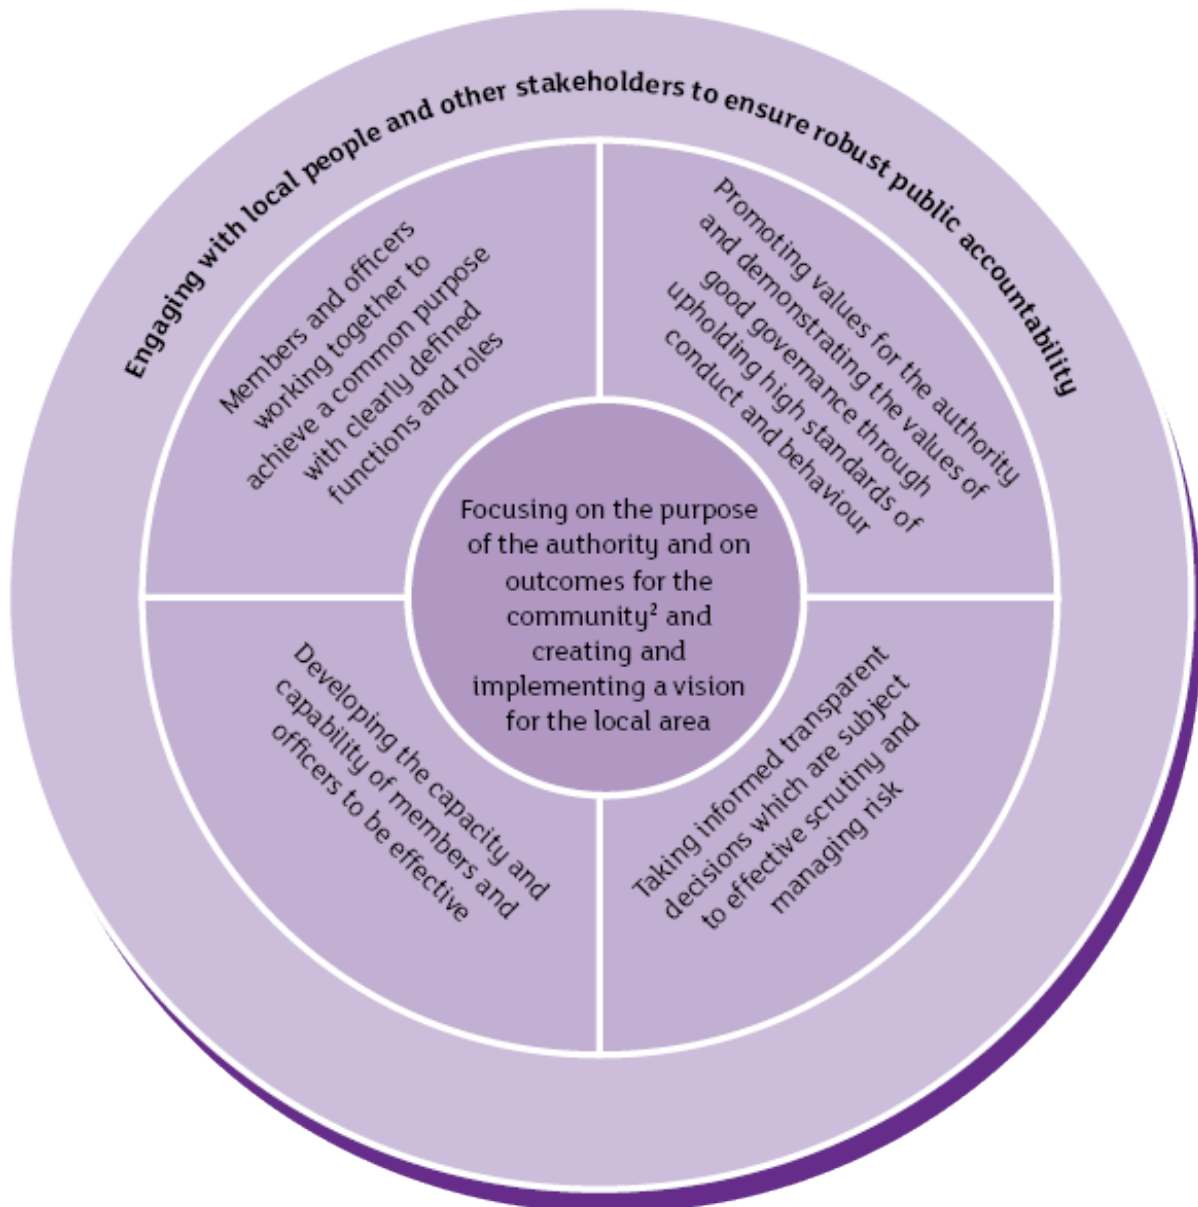 Engaging with local people and other stakeholders to ensure robust public accountability
Members and officers
working together to
achieve a common purpose
with clearly defined
functions and roles
Promoting values for the authority
and demonstrating the values of
good governance through
upholding high standards of
conduct and behaviour
Focusing on the purpose
of the authority and on
outcomes for the
community² and
creating and
implementing a vision
for the local area
Developing the capacity and
capability of members and
officers to be effective
Taking informed transparent
decisions which are subject
to effective scrutiny and
managing risk